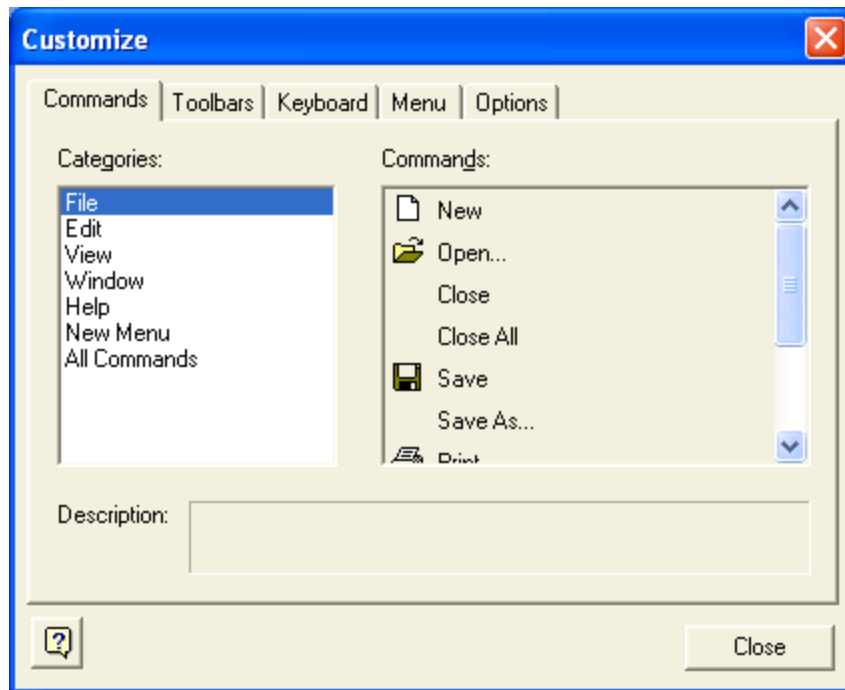 Customize
Commands Toolbars Keyboard Menu Options
Categories: Commands:
File
Edit
View
Window
Help
New Menu
All Commands
New
Open...
Close
Close All
Save
Save As...
Print
Description:
Close